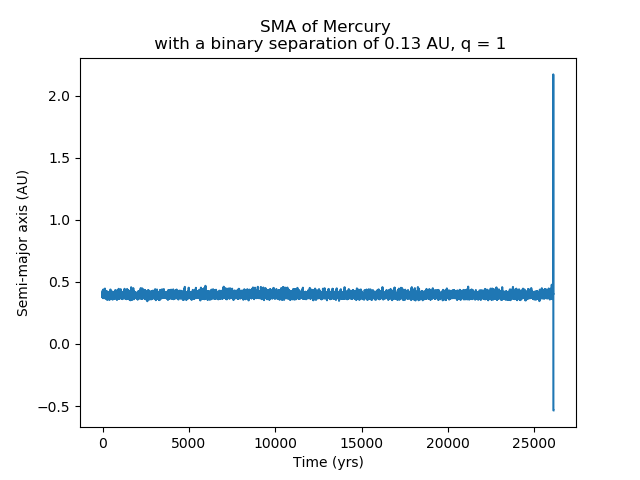 SMA of Mercury
with a binary separation of 0.13 AU, q = 1
2.0
1.5
1.0
0.5
0.0
−0.5
Semi-major axis (AU)
0 5000 10000 15000 20000 25000
Time (yrs)